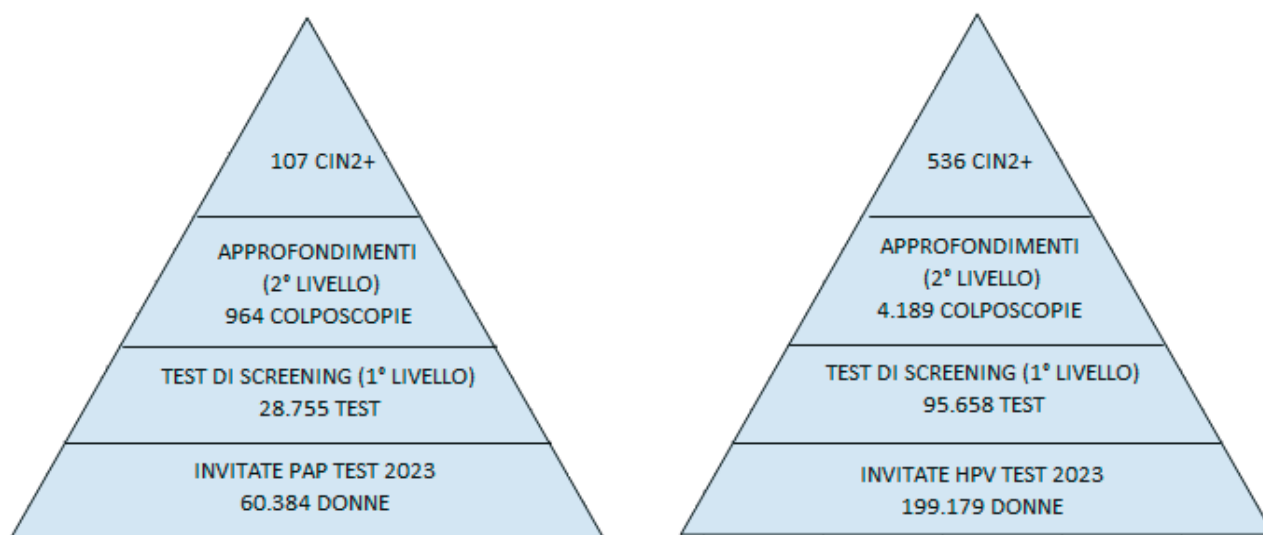 107 CIN2+
APPROFONDIMENTI
(2° LIVELLO)
964 COLPOSCOPIE
TEST DI SCREENING (1° LIVELLO)
28.755 TEST
INVITATE PAP TEST 2023
60.384 DONNE
536 CIN2+
APPROFONDIMENTI
(2° LIVELLO)
4.189 COLPOSCOPIE
TEST DI SCREENING (1° LIVELLO)
95.658 TEST
INVITATE HPV TEST 2023
199.179 DONNE